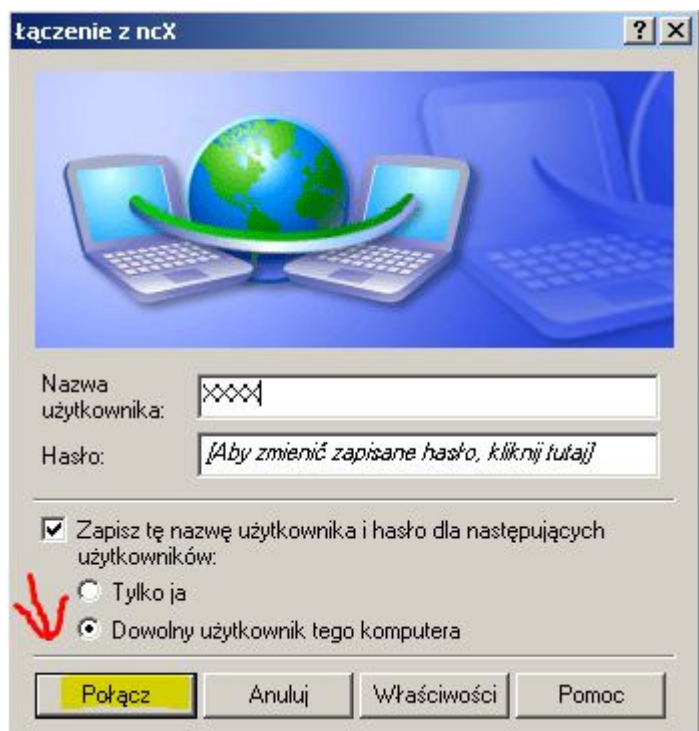 Łączenie z ncX
Nazwa
użytkownika:
XXXX
Hasło:
[Aby zmienić zapisane hasło, kliknij tutaj]
Zapisz tę nazwę użytkownika i hasło dla następujących
użytkowników:
Tylko ja
Dowolny użytkownik tego komputera
Połącz Anuluj Właściwości Pomoc